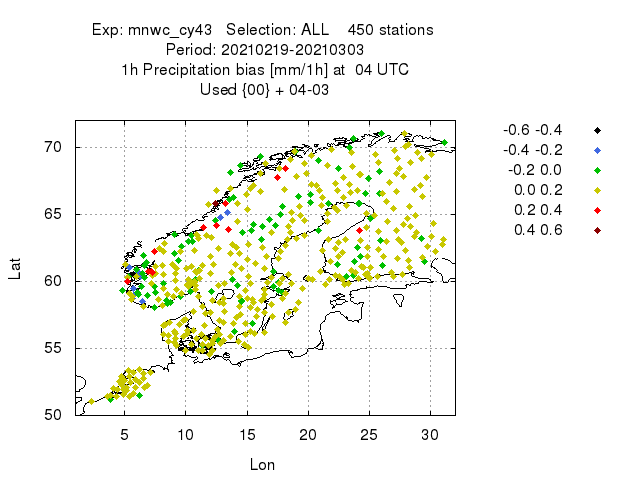 Exp: mnwc_cy43   Selection: ALL    450 stations
Period: 20210219-20210303
1h Precipitation bias [mm/1h] at  04 UTC
Used {00} + 04-03
-0.6 -0.4
-0.4 -0.2
-0.2 0.0
0.0 0.2
0.2 0.4
0.4 0.6
70
65
60
55
50
Lat
5 10 15 20 25 30
Lon